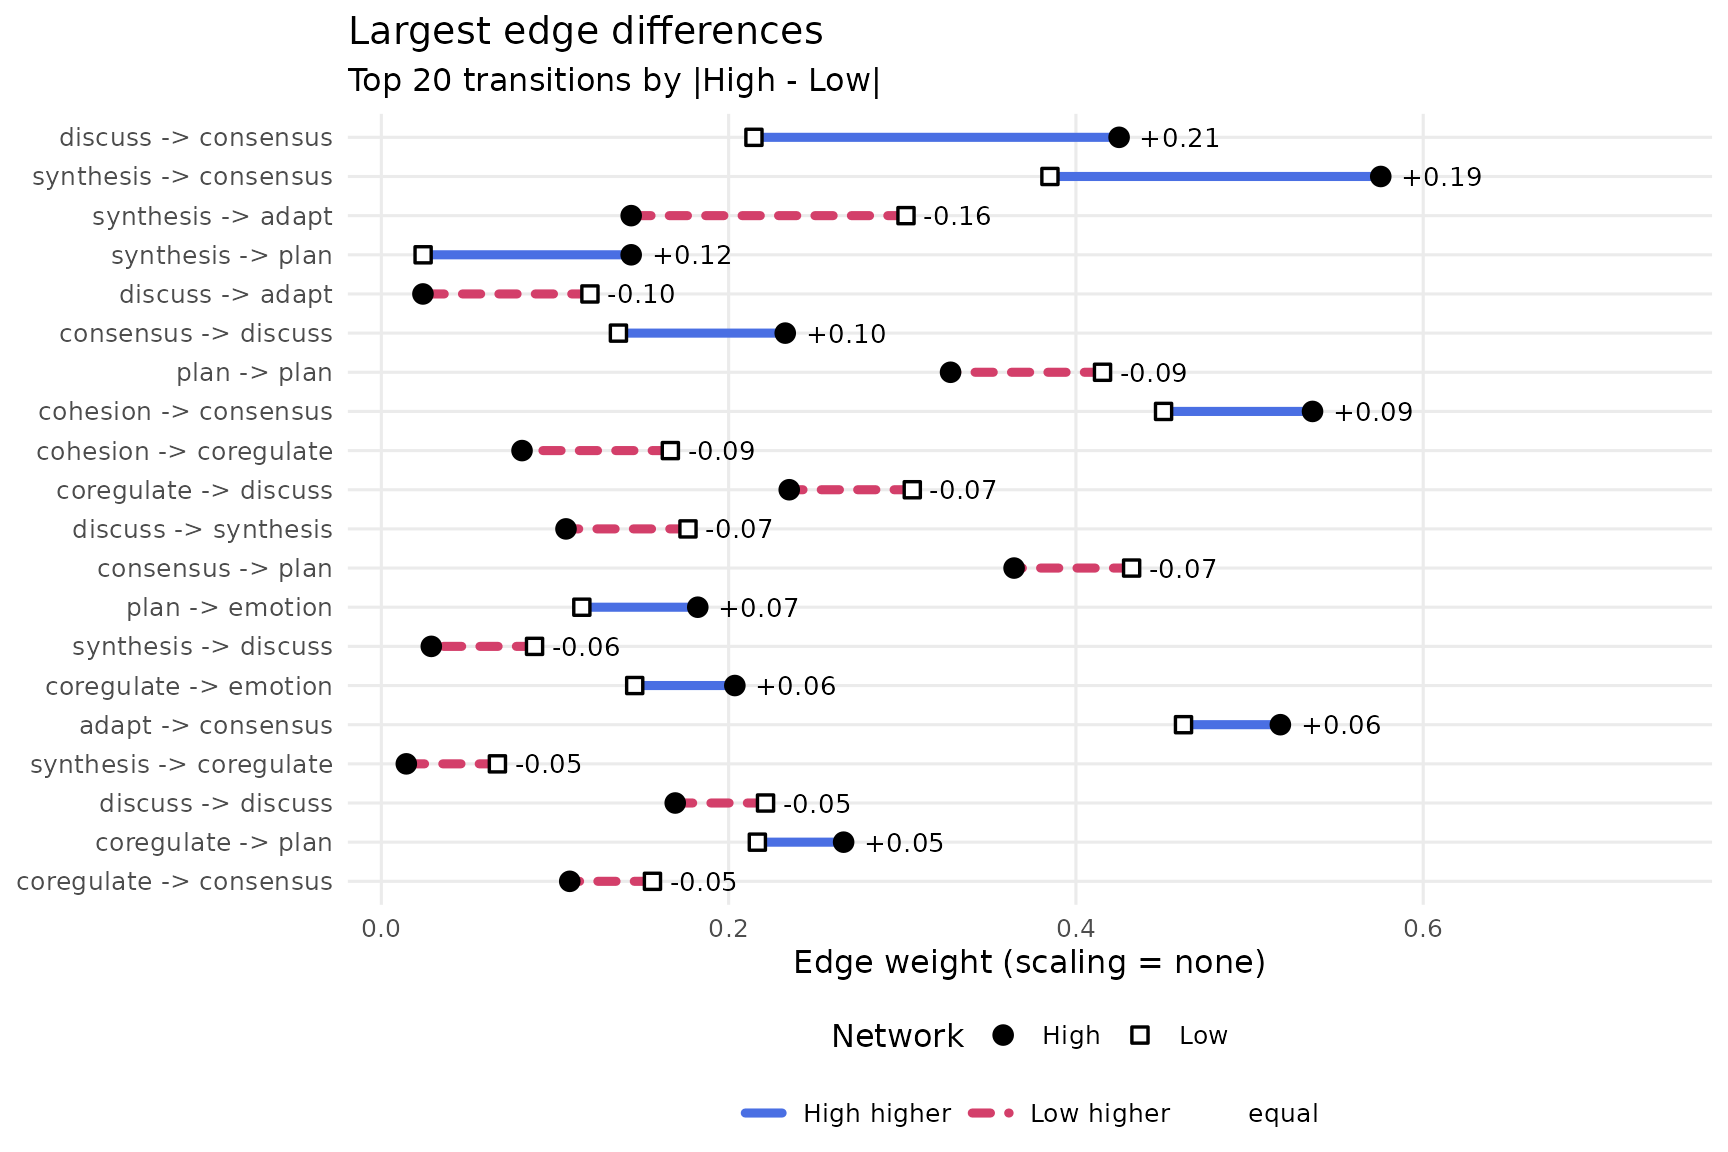 Largest edge differences
Top 20 transitions by |High - Low|
discuss -> consensus +0.21
synthesis -> consensus +0.19
synthesis -> adapt -0.16
synthesis -> plan +0.12
discuss -> adapt -0.10
consensus -> discuss +0.10
plan -> plan -0.09
cohesion -> consensus +0.09
cohesion -> coregulate -0.09
coregulate -> discuss -0.07
discuss -> synthesis -0.07
consensus -> plan -0.07
plan -> emotion +0.07
synthesis -> discuss -0.06
coregulate -> emotion +0.06
adapt -> consensus +0.06
synthesis -> coregulate -0.05
discuss -> discuss -0.05
coregulate -> plan +0.05
coregulate -> consensus -0.05
0.0 0.2 0.4 0.6
Edge weight (scaling = none)
Network High Low
High higher Low higher equal